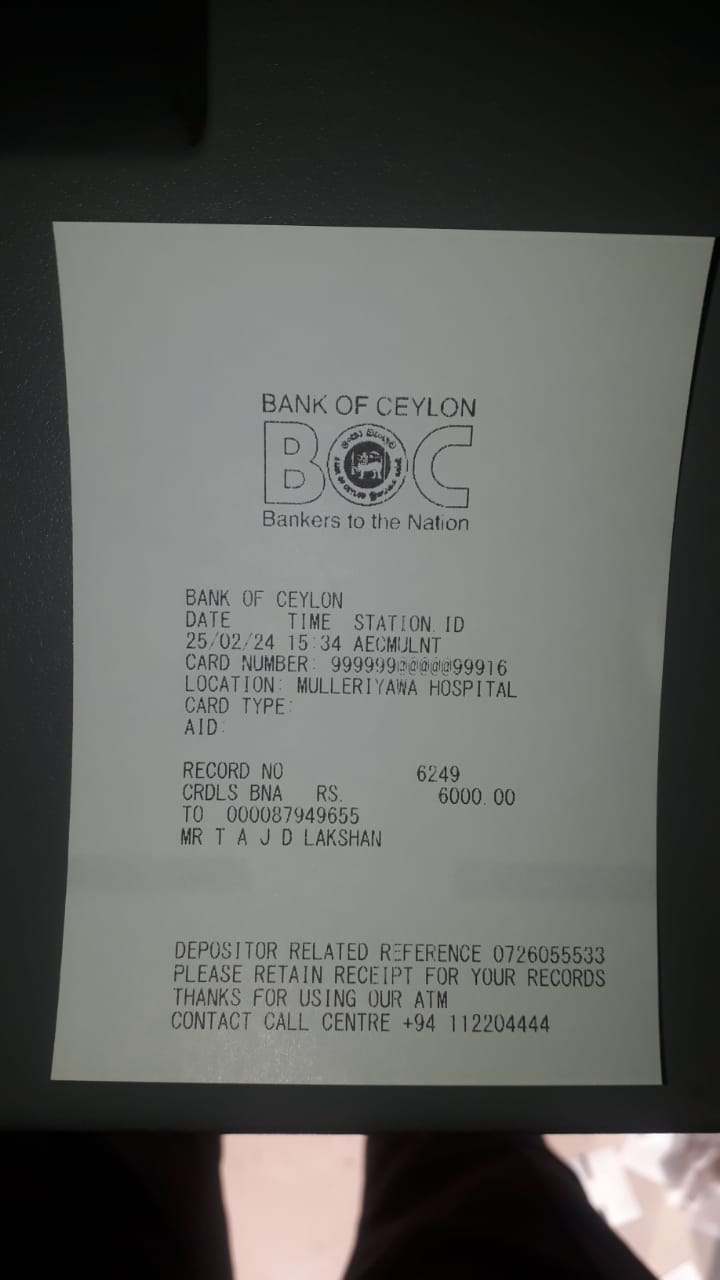 BANK OF CEYLON
BOC
Bankers to the Nation
BANK OF CEYLON
DATE TIME STATION ID
25/02/24 15:34 AECMULNT
CARD NUMBER: 999999@@@@@99916
LOCATION: MULLERIYAWA HOSPITAL
CARD TYPE:
AID:
RECORD NO 6249
CRDLS BNA RS. 6000.00
TO 000087949655
MR T A J D LAKSHAN
DEPOSITOR RELATED REFERENCE 0726055533
PLEASE RETAIN RECEIPT FOR YOUR RECORDS
THANKS FOR USING OUR ATM
CONTACT CALL CENTRE +94 112204444